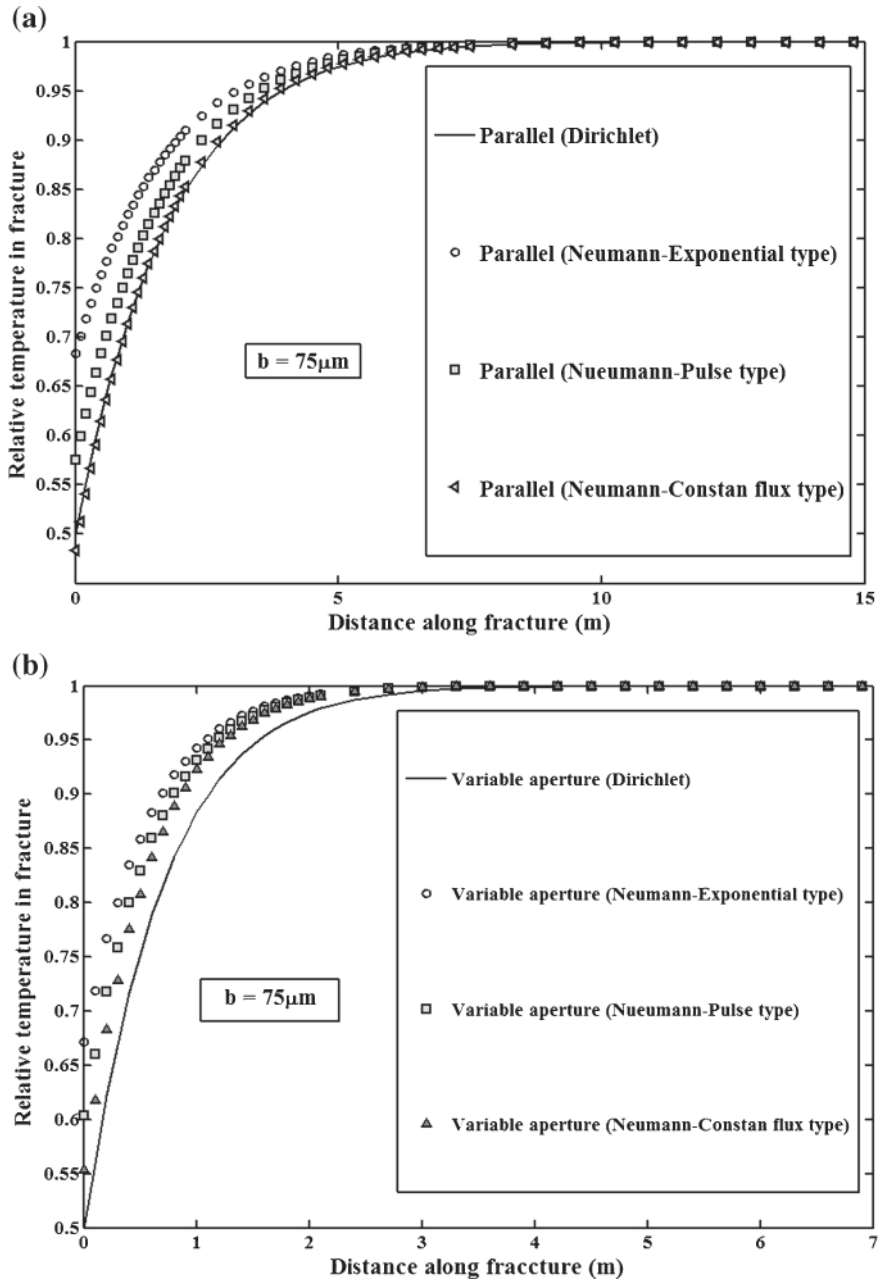 (a)
1
0.95
0.9
0.85
0.8
0.75
0.7
0.65
0.6
0.55
0.5
Relative temperature in fracture
Parallel (Dirichlet)
Parallel (Neumann-Exponential type)
Parallel (Nueumann-Pulse type)
Parallel (Neumann-Constan flux type)
b = 75μm
0 5 10 15
Distance along fracture (m)
(b)
1
0.95
0.9
0.85
0.8
0.75
0.7
0.65
0.6
0.55
0.5
Relative temperature in fracture
Variable aperture (Dirichlet)
Variable aperture (Neumann-Exponential type)
Variable aperture (Nueumann-Pulse type)
Variable aperture (Neumann-Constan flux type)
b = 75μm
0 1 2 3 4 5 6 7
Distance along fraccture (m)